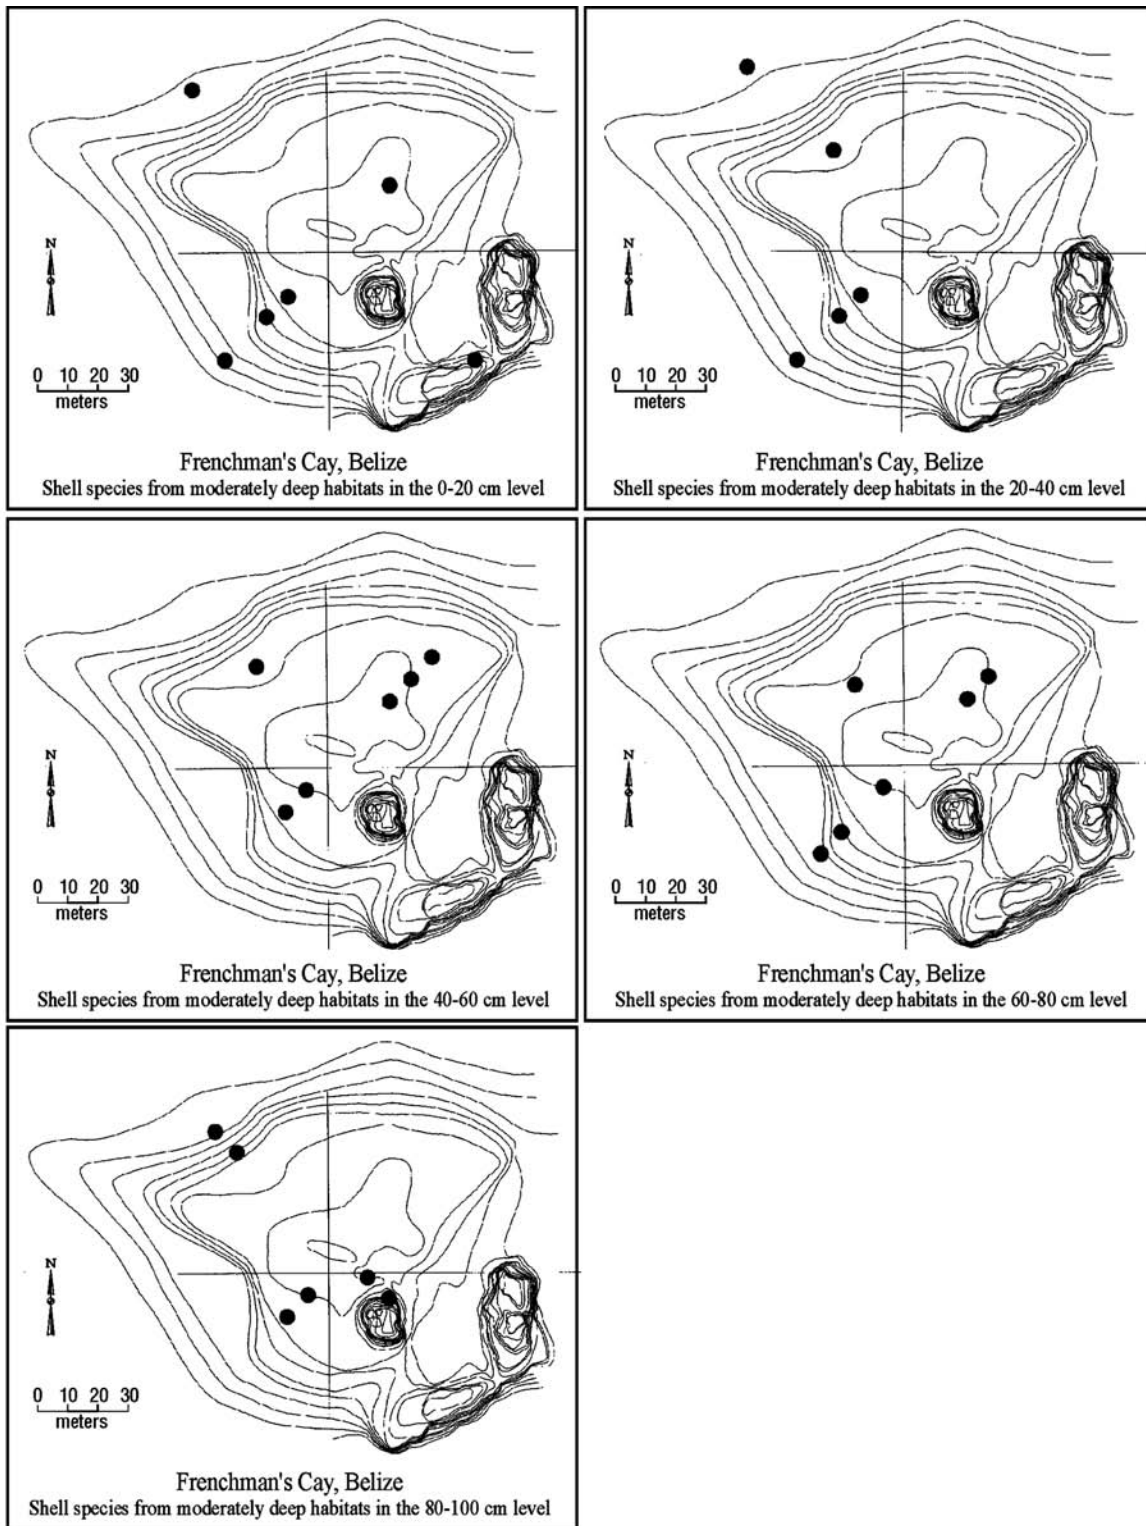 N
0 10 20 30
meters
Frenchman's Cay, Belize
Shell species from moderately deep habitats in the 0-20 cm level
N
0 10 20 30
meters
Frenchman's Cay, Belize
Shell species from moderately deep habitats in the 20-40 cm level
N
0 10 20 30
meters
Frenchman's Cay, Belize
Shell species from moderately deep habitats in the 40-60 cm level
N
0 10 20 30
meters
Frenchman's Cay, Belize
Shell species from moderately deep habitats in the 60-80 cm level
N
0 10 20 30
meters
Frenchman's Cay, Belize
Shell species from moderately deep habitats in the 80-100 cm level